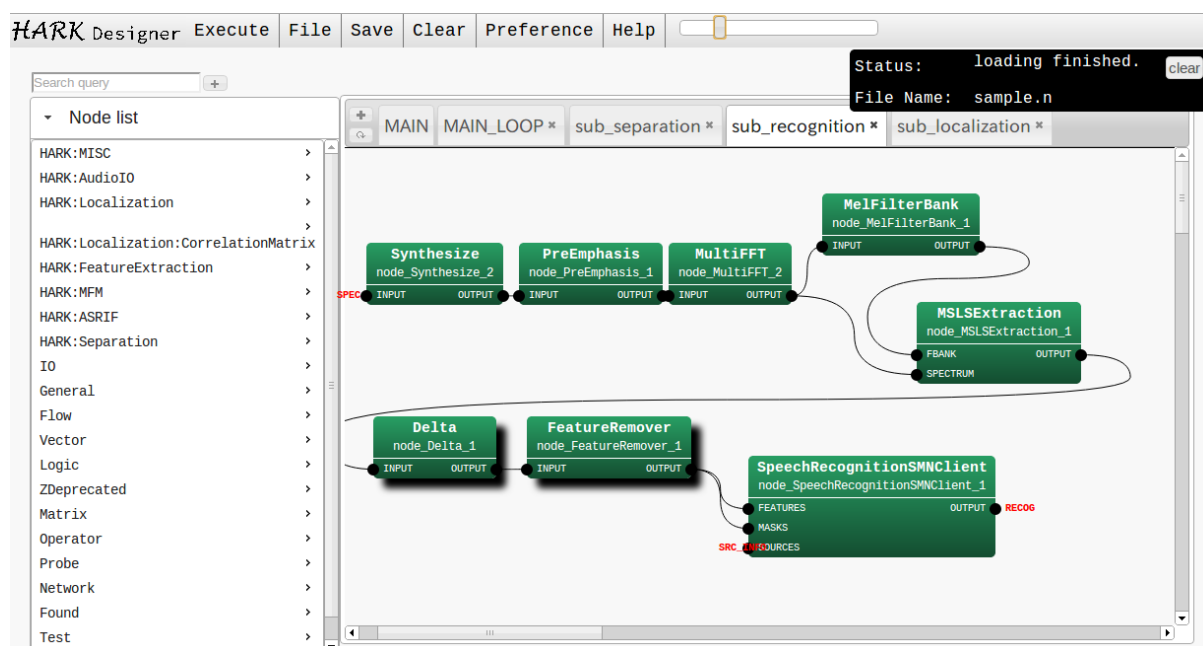 HARK Designer Execute File Save Clear Preference Help
Status: loading finished. clear
File Name: sample.n
Search query +
Node list
MAIN MAIN_LOOP × sub_separation × sub_recognition × sub_localization ×
HARK:MISC
HARK:AudioIO
HARK:Localization
HARK:Localization:CorrelationMatrix
HARK:FeatureExtraction
HARK:MFM
HARK:ASRIF
HARK:Separation
IO
General
Flow
Vector
Logic
ZDeprecated
Matrix
Operator
Probe
Network
Found
Test
MelFilterBank
node_MelFilterBank_1
INPUT OUTPUT
Synthesize
node_Synthesize_2
SPEC INPUT OUTPUT
PreEmphasis
node_PreEmphasis_1
INPUT OUTPUT
MultiFFT
node_MultiFFT_2
INPUT OUTPUT
MSLSExtraction
node_MSLSExtraction_1
FBANK OUTPUT
SPECTRUM
Delta
node_Delta_1
INPUT OUTPUT
FeatureRemover
node_FeatureRemover_1
INPUT OUTPUT
SpeechRecognitionSMNClient
node_SpeechRecognitionSMNClient_1
FEATURES OUTPUT RECOG
MASKS